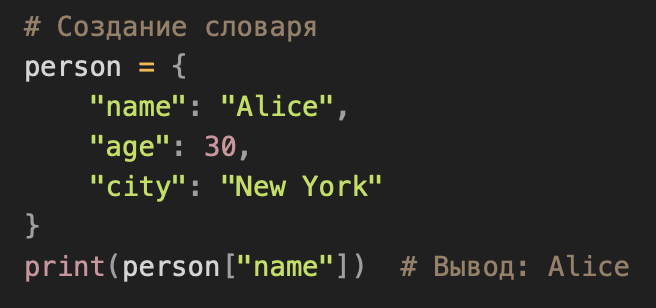 # Создание словаря
person = {
    "name": "Alice",
    "age": 30,
    "city": "New York"
}
print(person["name"])  # Вывод: Alice